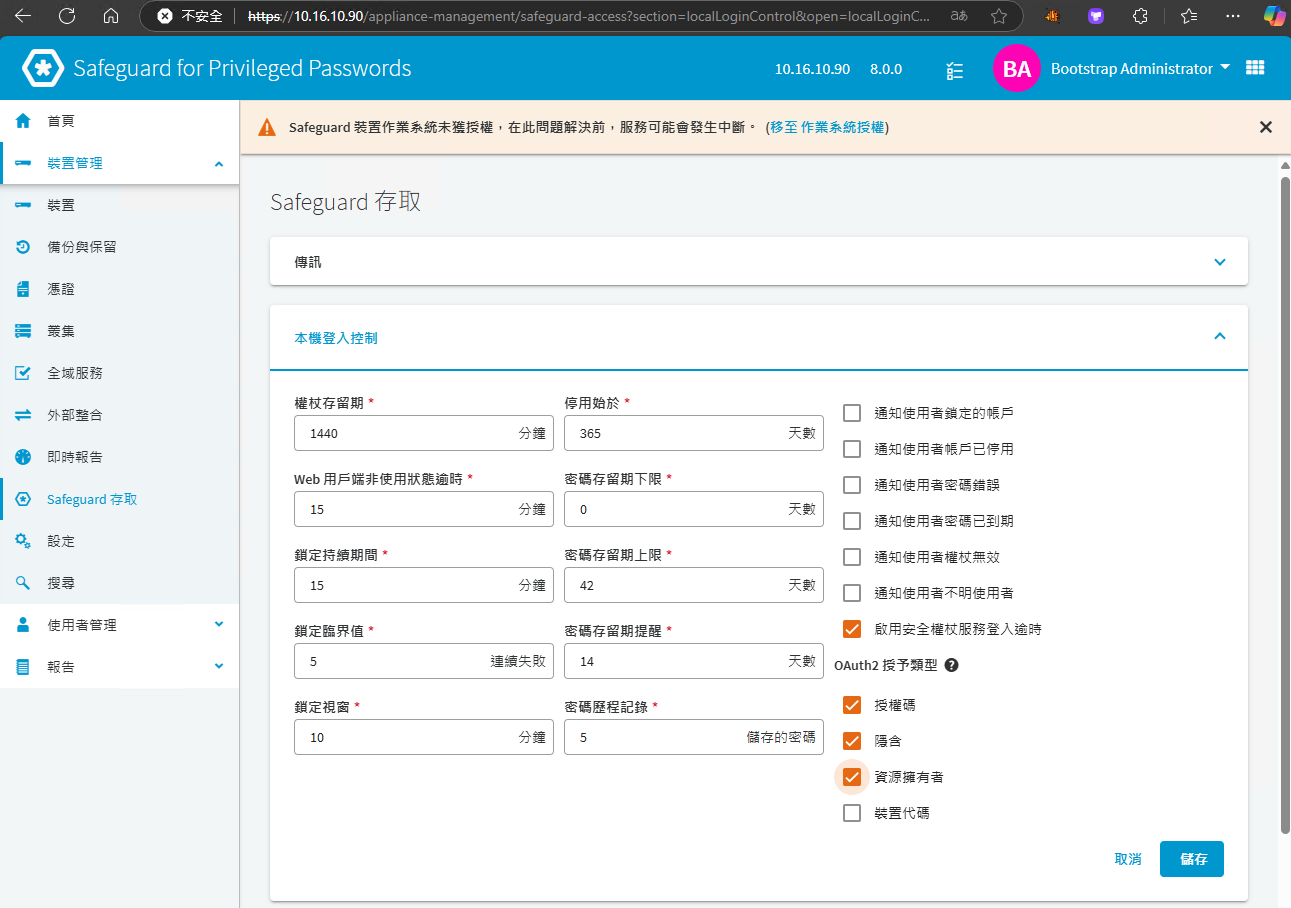 不安全
https://10.16.10.90/appliance-management/safeguard-access?section=localLoginControl&open=localLoginC...
あぁ
Safeguard for Privileged Passwords
10.16.10.90
8.0.0
BA
Bootstrap Administrator
首頁
裝置管理
裝置
備份與保留
憑證
叢集
全域服務
外部整合
即時報告
Safeguard 存取
設定
搜尋
使用者管理
報告
Safeguard 裝置作業系統未獲授權，在此問題解決前，服務可能會發生中斷。 (移至 作業系統授權)
Safeguard 存取
傳訊
本機登入控制
權杖存留期 *
1440 分鐘
Web 用戶端非使用狀態逾時 *
15 分鐘
鎖定持續期間 *
15 分鐘
鎖定臨界值 *
5 連續失敗
鎖定視窗 *
10 分鐘
停用始於 *
365 天數
密碼存留期下限 *
0 天數
密碼存留期上限 *
42 天數
密碼存留期提醒 *
14 天數
密碼歷程記錄 *
5 儲存的密碼
通知使用者鎖定的帳戶
通知使用者帳戶已停用
通知使用者密碼錯誤
通知使用者密碼已到期
通知使用者權杖無效
通知使用者不明使用者
啟用安全權杖服務登入逾時
OAuth2 授予類型 ?
授權碼
隱含
資源擁有者
裝置代碼
取消
儲存